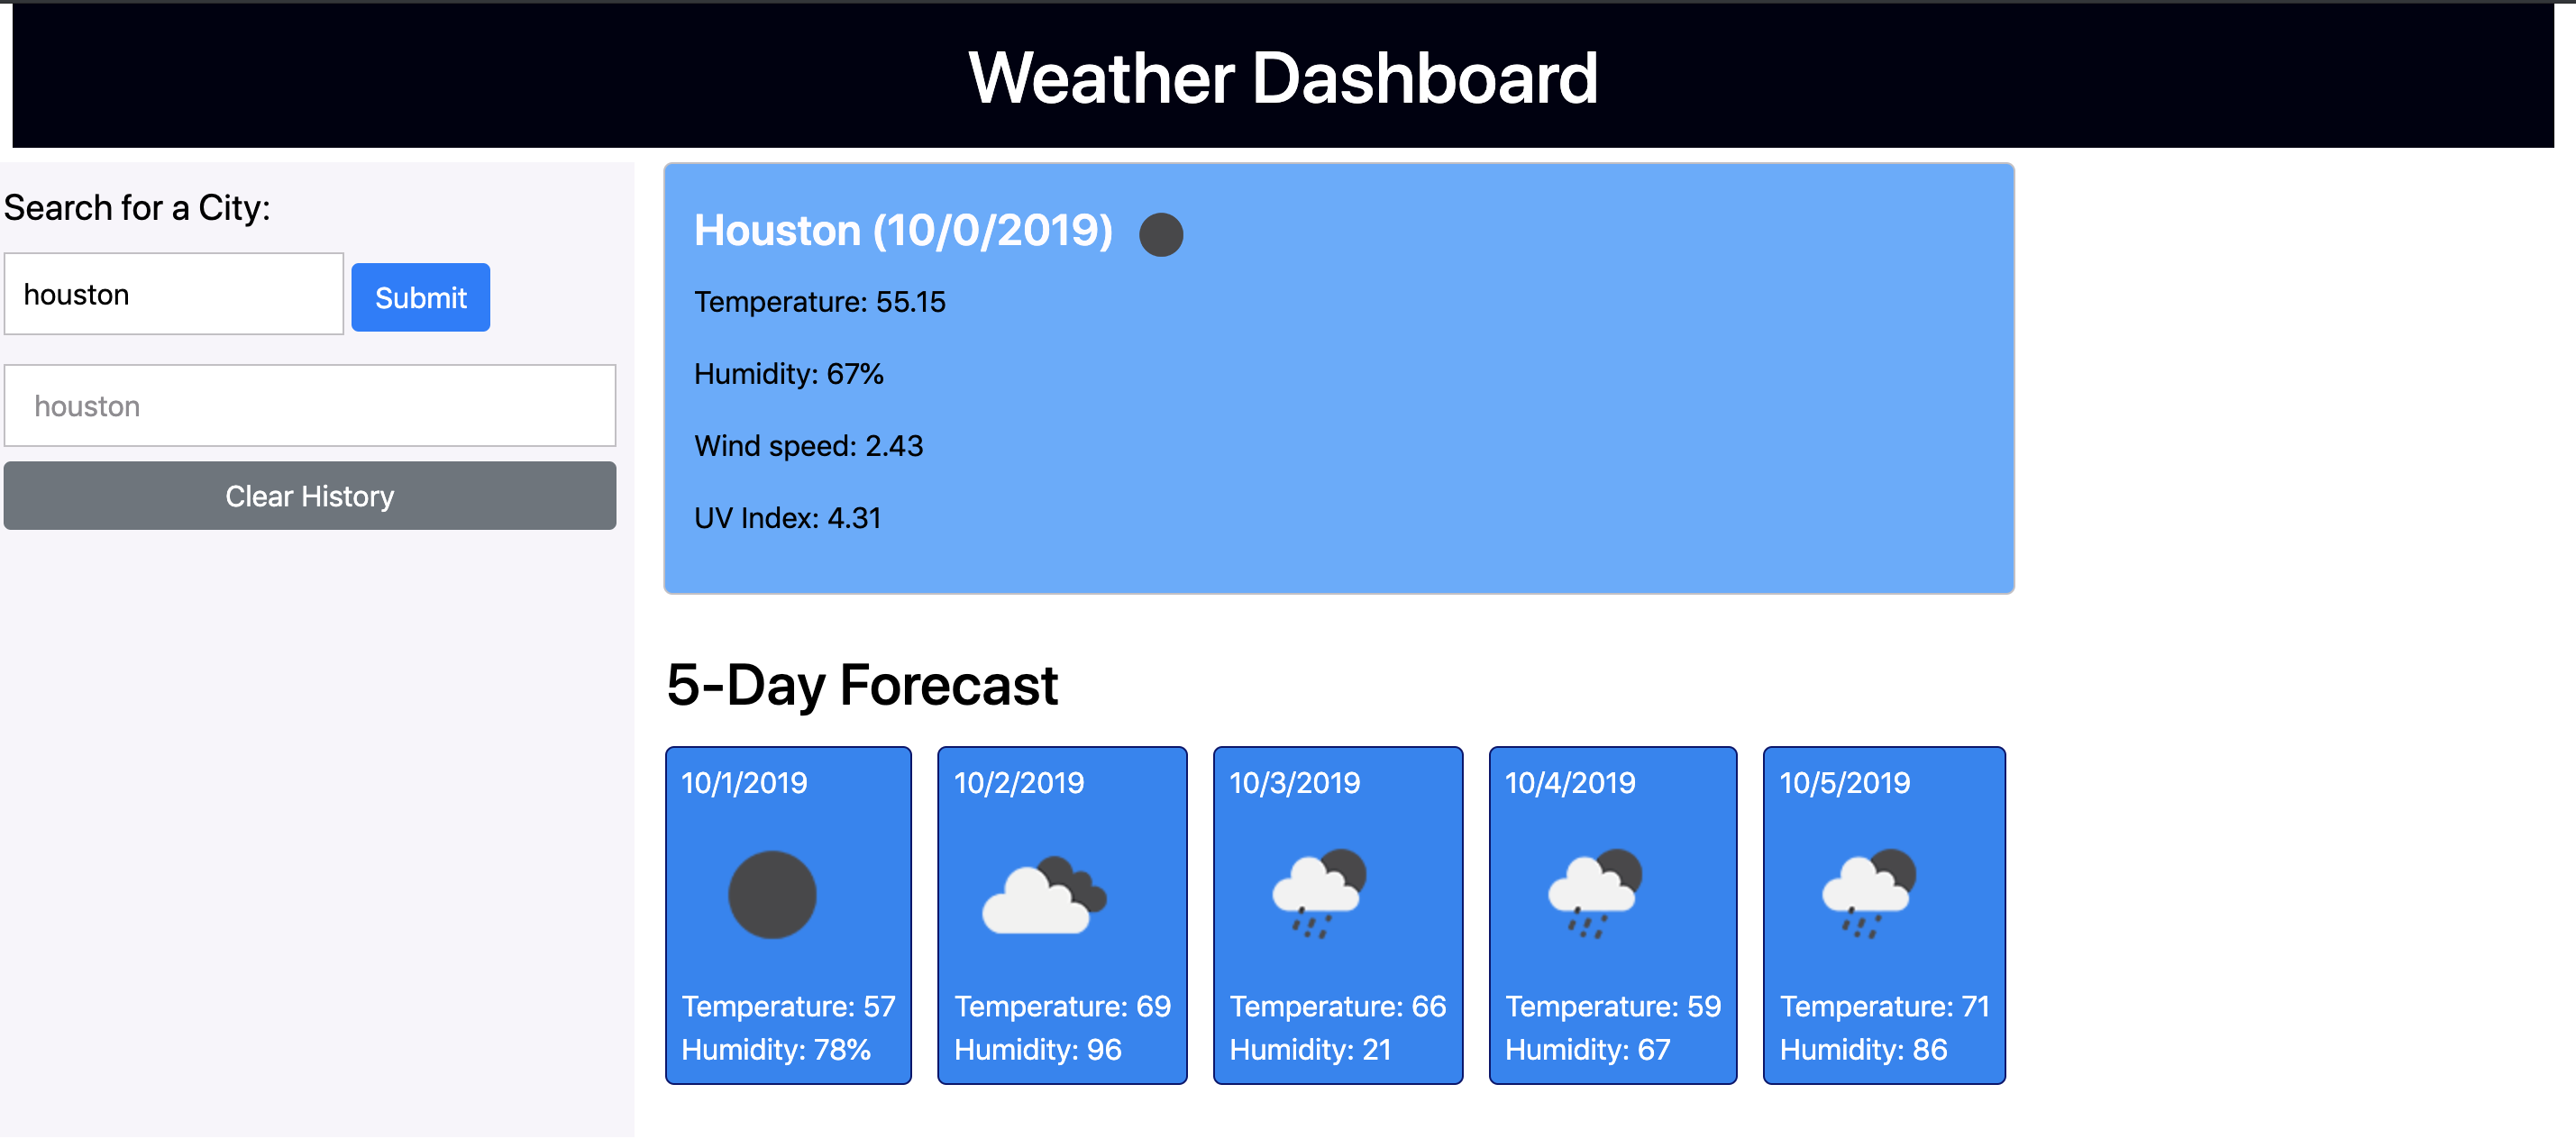 Weather Dashboard
Search for a City:
houston
Submit
houston
Clear History
Houston (10/0/2019)
Temperature: 55.15
Humidity: 67%
Wind speed: 2.43
UV Index: 4.31
5-Day Forecast
10/1/2019
Temperature: 57
Humidity: 78%
10/2/2019
Temperature: 69
Humidity: 96
10/3/2019
Temperature: 66
Humidity: 21
10/4/2019
Temperature: 59
Humidity: 67
10/5/2019
Temperature: 71
Humidity: 86